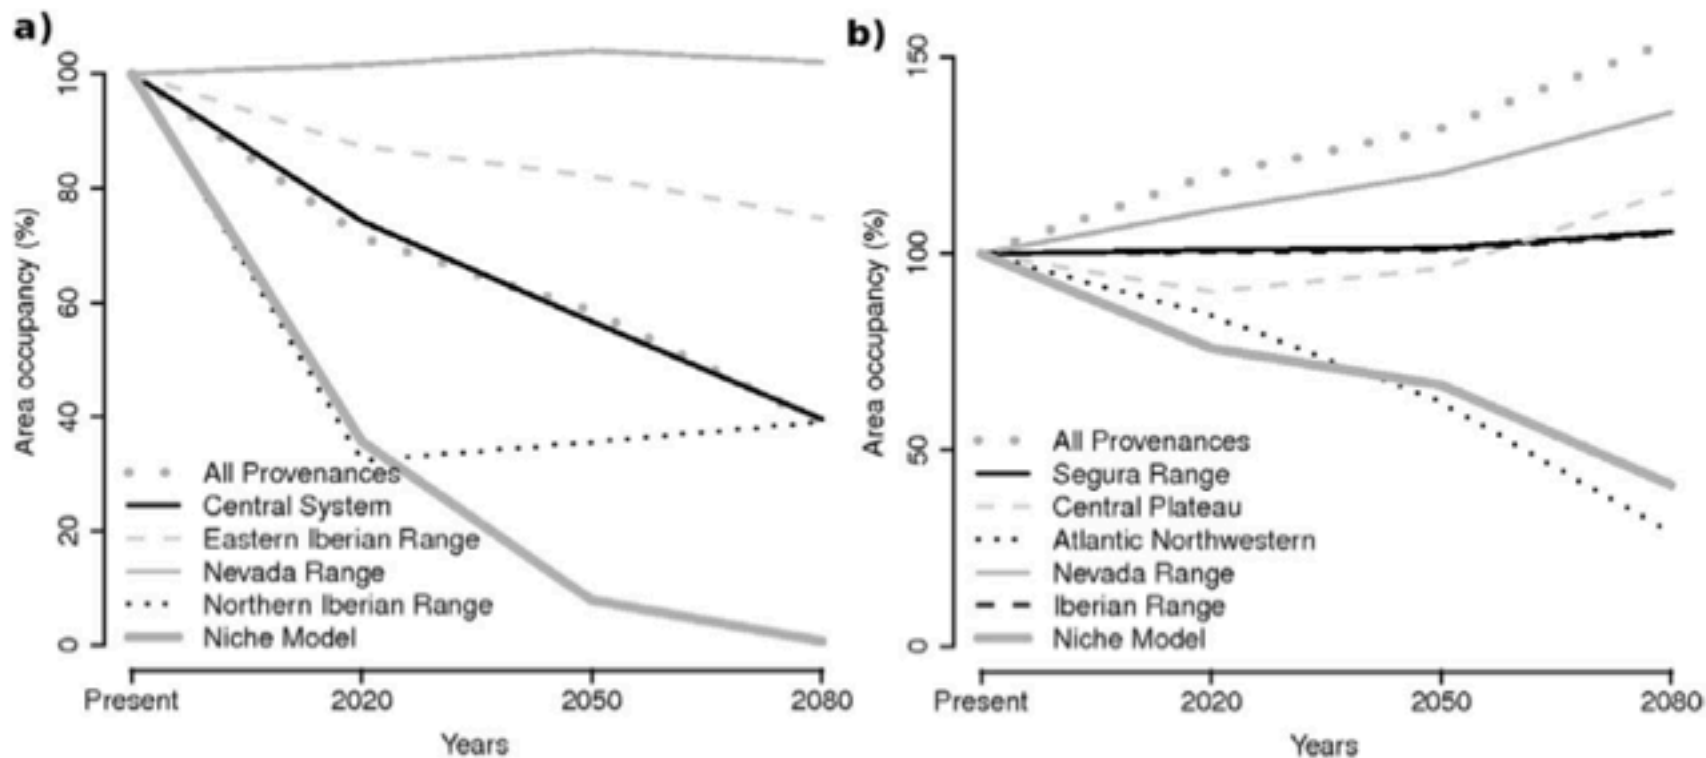 a)
Area occupancy (%)
100
80
60
40
20
0
All Provenances
Central System
Eastern Iberian Range
Nevada Range
Northern Iberian Range
Niche Model
Present 2020 2050 2080
Years
b)
Area occupancy (%)
150
100
50
0
All Provenances
Segura Range
Central Plateau
Atlantic Northwestern
Nevada Range
Iberian Range
Niche Model
Present 2020 2050 2080
Years